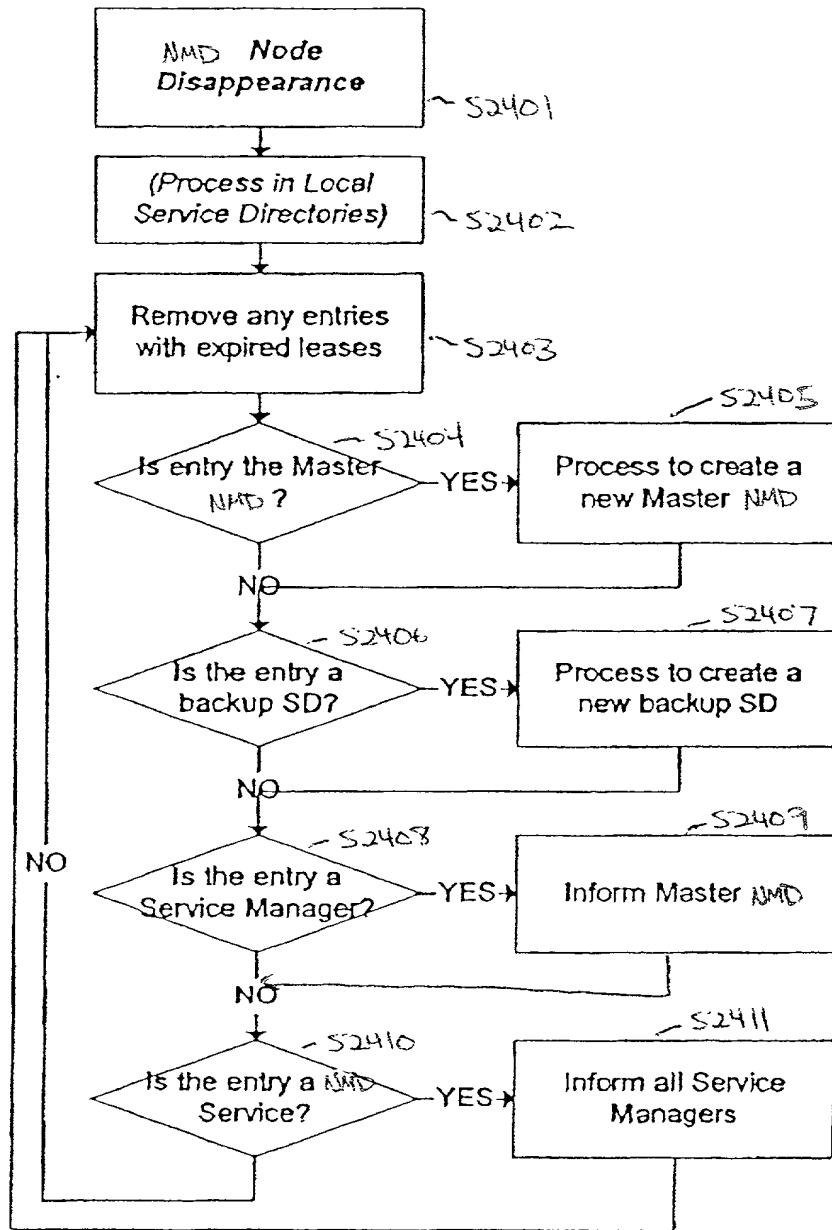 NMD Node
Disappearance
S2401
(Process in Local
Service Directories)
S2402
Remove any entries
with expired leases
S2403
S2404
Is entry the Master
NMD ?
YES
S2405
Process to create a
new Master NMD
NO
S2406
Is the entry a
backup SD?
YES
S2407
Process to create a
new backup SD
NO
S2408
Is the entry a
Service Manager?
YES
S2409
Inform Master NMD
NO
NO
S2410
Is the entry a NMD
Service?
YES
S2411
Inform all Service
Managers